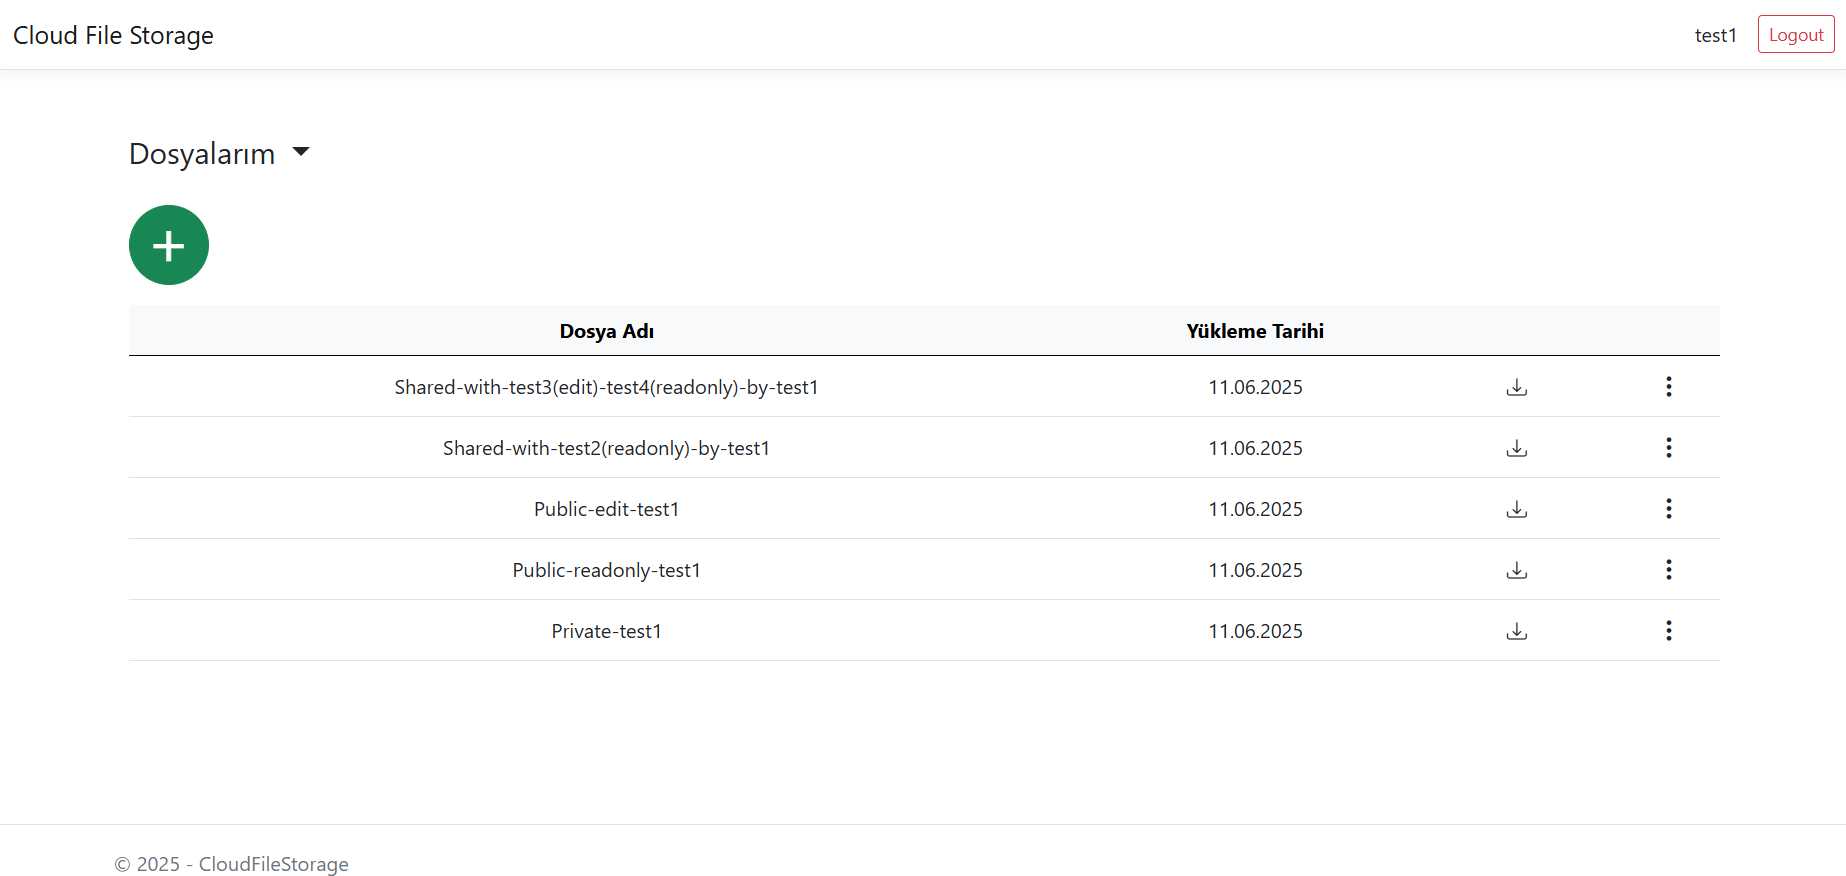 Cloud File Storage
test1 Logout
Dosyalarım
Dosya Adı Yükleme Tarihi
Shared-with-test3(edit)-test4(readonly)-by-test1 11.06.2025
Shared-with-test2(readonly)-by-test1 11.06.2025
Public-edit-test1 11.06.2025
Public-readonly-test1 11.06.2025
Private-test1 11.06.2025
© 2025 - CloudFileStorage